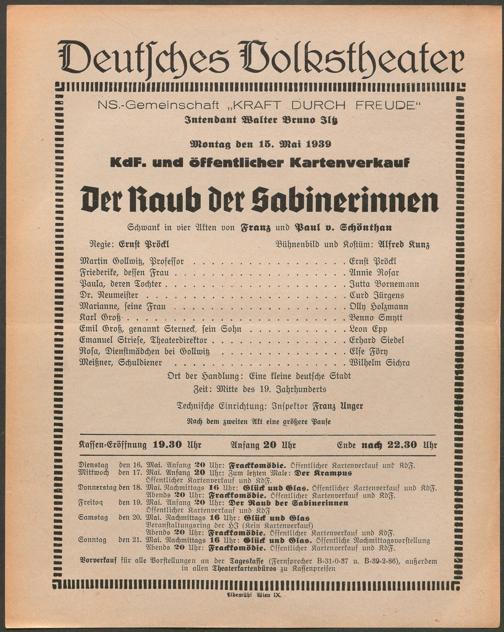 Deutsches Volkstheater
NS.-Gemeinschaft „KRAFT DURCH FREUDE“
Intendant Walter Bruno Iltz
Montag den 15. Mai 1939
KdF. und öffentlicher Kartenverkauf
Der Raub der Sabinerinnen
Schwank in vier Akten von Franz und Paul v. Schönthan
Regie: Ernst Pröckl Bühnenbild und Kostüm: Alfred Kunz
Martin Gollwitz, Professor . . . . . . . . . . Ernst Pröckl
Friederike, dessen Frau . . . . . . . . . . Annie Rosar
Paula, deren Tochter . . . . . . . . . . Jutta Bornemann
Dr. Neumeister . . . . . . . . . . Curd Jürgens
Marianne, seine Frau . . . . . . . . . . Olly Holzmann
Karl Groß . . . . . . . . . . Benno Smytt
Emil Groß, genannt Sterneck, sein Sohn . . . . . . . . . . Leon Epp
Emanuel Striese, Theaterdirektor . . . . . . . . . . Erhard Siedel
Rosa, Dienstmädchen bei Gollwitz . . . . . . . . . . Else Föry
Meißner, Schuldiener . . . . . . . . . . Wilhelm Sichra
Ort der Handlung: Eine kleine deutsche Stadt
Zeit: Mitte des 19. Jahrhunderts
Technische Einrichtung: Inspektor Franz Unger
Nach dem zweiten Akt eine größere Pause
Kassen-Eröffnung 19.30 Uhr Anfang 20 Uhr Ende nach 22.30 Uhr
Dienstag den 16. Mai. Anfang 20 Uhr: Frackkomödie. Öffentlicher Kartenverkauf und KdF.
Mittwoch den 17. Mai. Anfang 20 Uhr: Zum letzten Male: Der Krampus
Öffentlicher Kartenverkauf und KdF.
Donnerstag den 18. Mai. Nachmittags 16 Uhr: Glück und Glas. Öffentlicher Kartenverkauf und KdF.
Abends 20 Uhr: Frackkomödie. Öffentlicher Kartenverkauf und KdF.
Freitag den 19. Mai. Anfang 20 Uhr: Der Raub der Sabinerinnen
Öffentlicher Kartenverkauf und KdF
Samstag den 20. Mai. Nachmittags 16 Uhr: Glück und Glas
Veranstaltungsring der HJ (Kein Kartenverkauf)
Abends 20 Uhr: Frackkomödie. Öffentlicher Kartenverkauf und KdF.
Sonntag den 21. Mai. Nachmittags 16 Uhr: Glück und Glas. Öffentliche Nachmittagsvorstellung
Abends 20 Uhr: Frackkomödie. Öffentlicher Kartenverkauf und KdF.
Vorverkauf für alle Vorstellungen an der Tageskasse (Fernsprecher B-31-0-37 u. B-39-2-86), außerdem
in allen Theaterkartenbüros zu Kassenpreisen
Elbemühl Wien IX.